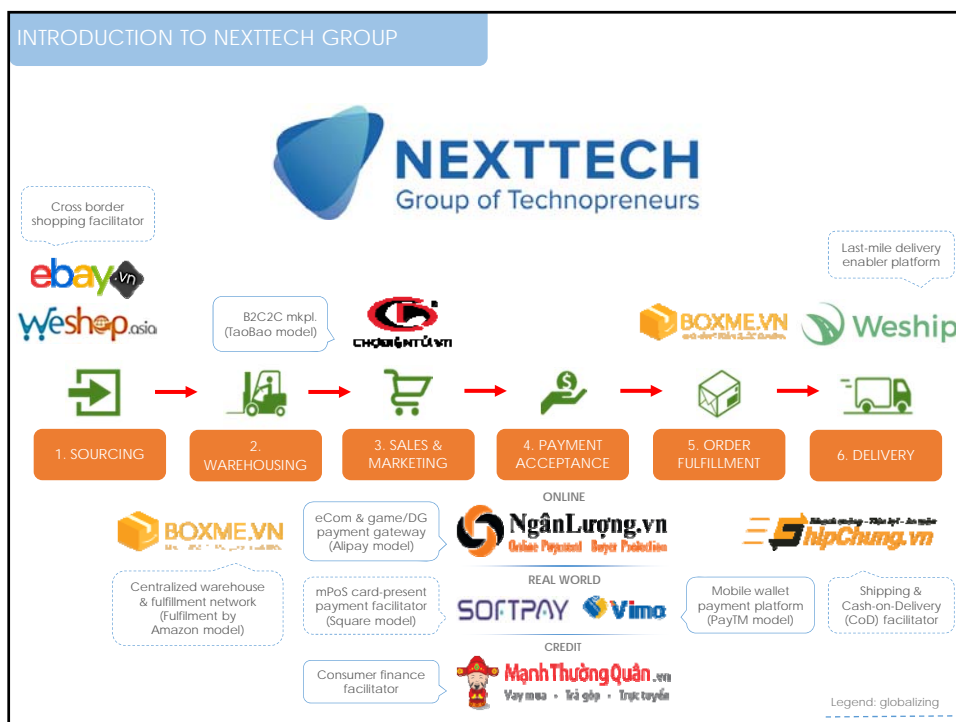 INTRODUCTION TO NEXTTECH GROUP
NEXTTECH
Group of Technopreneurs
Cross border
shopping facilitator
ebay.vn
Weshop.asia
B2C2C mkpl.
(TaoBao model)
CHỢĐIỆNTỬ.VN
Last-mile delivery
enabler platform
BOXME.VN
Weship
1. SOURCING
2.
WAREHOUSING
3. SALES &
MARKETING
4. PAYMENT
ACCEPTANCE
5. ORDER
FULFILLMENT
6. DELIVERY
BOXME.VN
Centralized warehouse
& fulfillment network
(Fulfilment by
Amazon model)
eCom & game/DG
payment gateway
(Alipay model)
ONLINE
NgânLượng.vn
Online Payment Buyer Protection
mPoS card-present
payment facilitator
(Square model)
REAL WORLD
SOFTPAY
Vimo
Mobile wallet
payment platform
(PayTM model)
ShipChung.vn
Shipping &
Cash-on-Delivery
(CoD) facilitator
Consumer finance
facilitator
CREDIT
MạnhThườngQuân.vn
Vay mua - Trả góp - Trực tuyến
Legend: globalizing